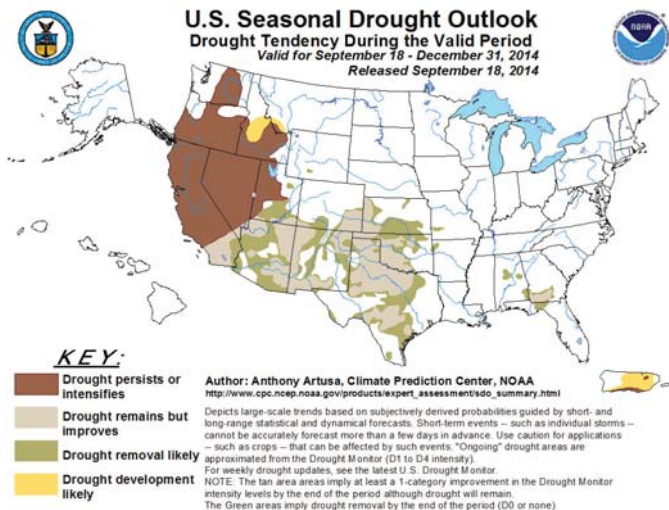 U.S. Seasonal Drought Outlook
Drought Tendency During the Valid Period
Valid for September 18 - December 31, 2014
Released September 18, 2014
NOAA
KEY:
Drought persists or
intensifies
Drought remains but
improves
Drought removal likely
Drought development
likely
Author: Anthony Artusa, Climate Prediction Center, NOAA
http://www.cpc.ncep.noaa.gov/products/expert_assessment/sdo_summary.html
Depicts large-scale trends based on subjectively derived probabilities guided by short- and
long-range statistical and dynamical forecasts. Short-term events -- such as individual storms --
cannot be accurately forecast more than a few days in advance. Use caution for applications
-- such as crops -- that can be affected by such events. "Ongoing" drought areas are
approximated from the Drought Monitor (D1 to D4 intensity).
For weekly drought updates, see the latest U.S. Drought Monitor.
NOTE: The tan area areas imply at least a 1-category improvement in the Drought Monitor
intensity levels by the end of the period although drought will remain.
The Green areas imply drought removal by the end of the period (D0 or none)